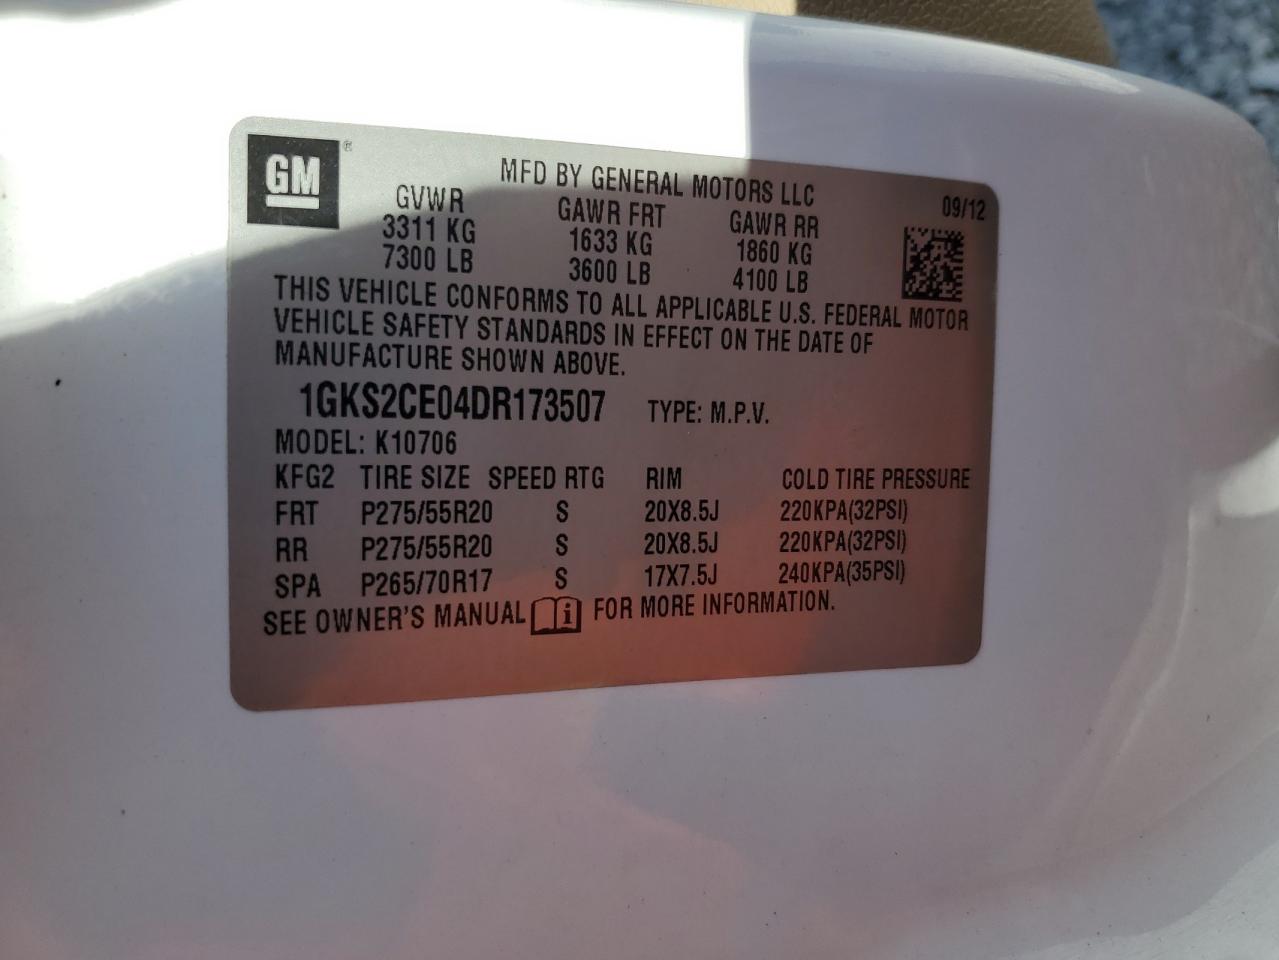 GM ®
MFD BY GENERAL MOTORS LLC
09/12
GVWR GAWR FRT GAWR RR
3311 KG 1633 KG 1860 KG
7300 LB 3600 LB 4100 LB
THIS VEHICLE CONFORMS TO ALL APPLICABLE U.S. FEDERAL MOTOR
VEHICLE SAFETY STANDARDS IN EFFECT ON THE DATE OF
MANUFACTURE SHOWN ABOVE.
1GKS2CE04DR173507 TYPE: M.P.V.
MODEL: K10706
KFG2 TIRE SIZE SPEED RTG RIM COLD TIRE PRESSURE
FRT P275/55R20 S 20X8.5J 220KPA(32PSI)
RR P275/55R20 S 20X8.5J 220KPA(32PSI)
SPA P265/70R17 S 17X7.5J 240KPA(35PSI)
SEE OWNER'S MANUAL i FOR MORE INFORMATION.